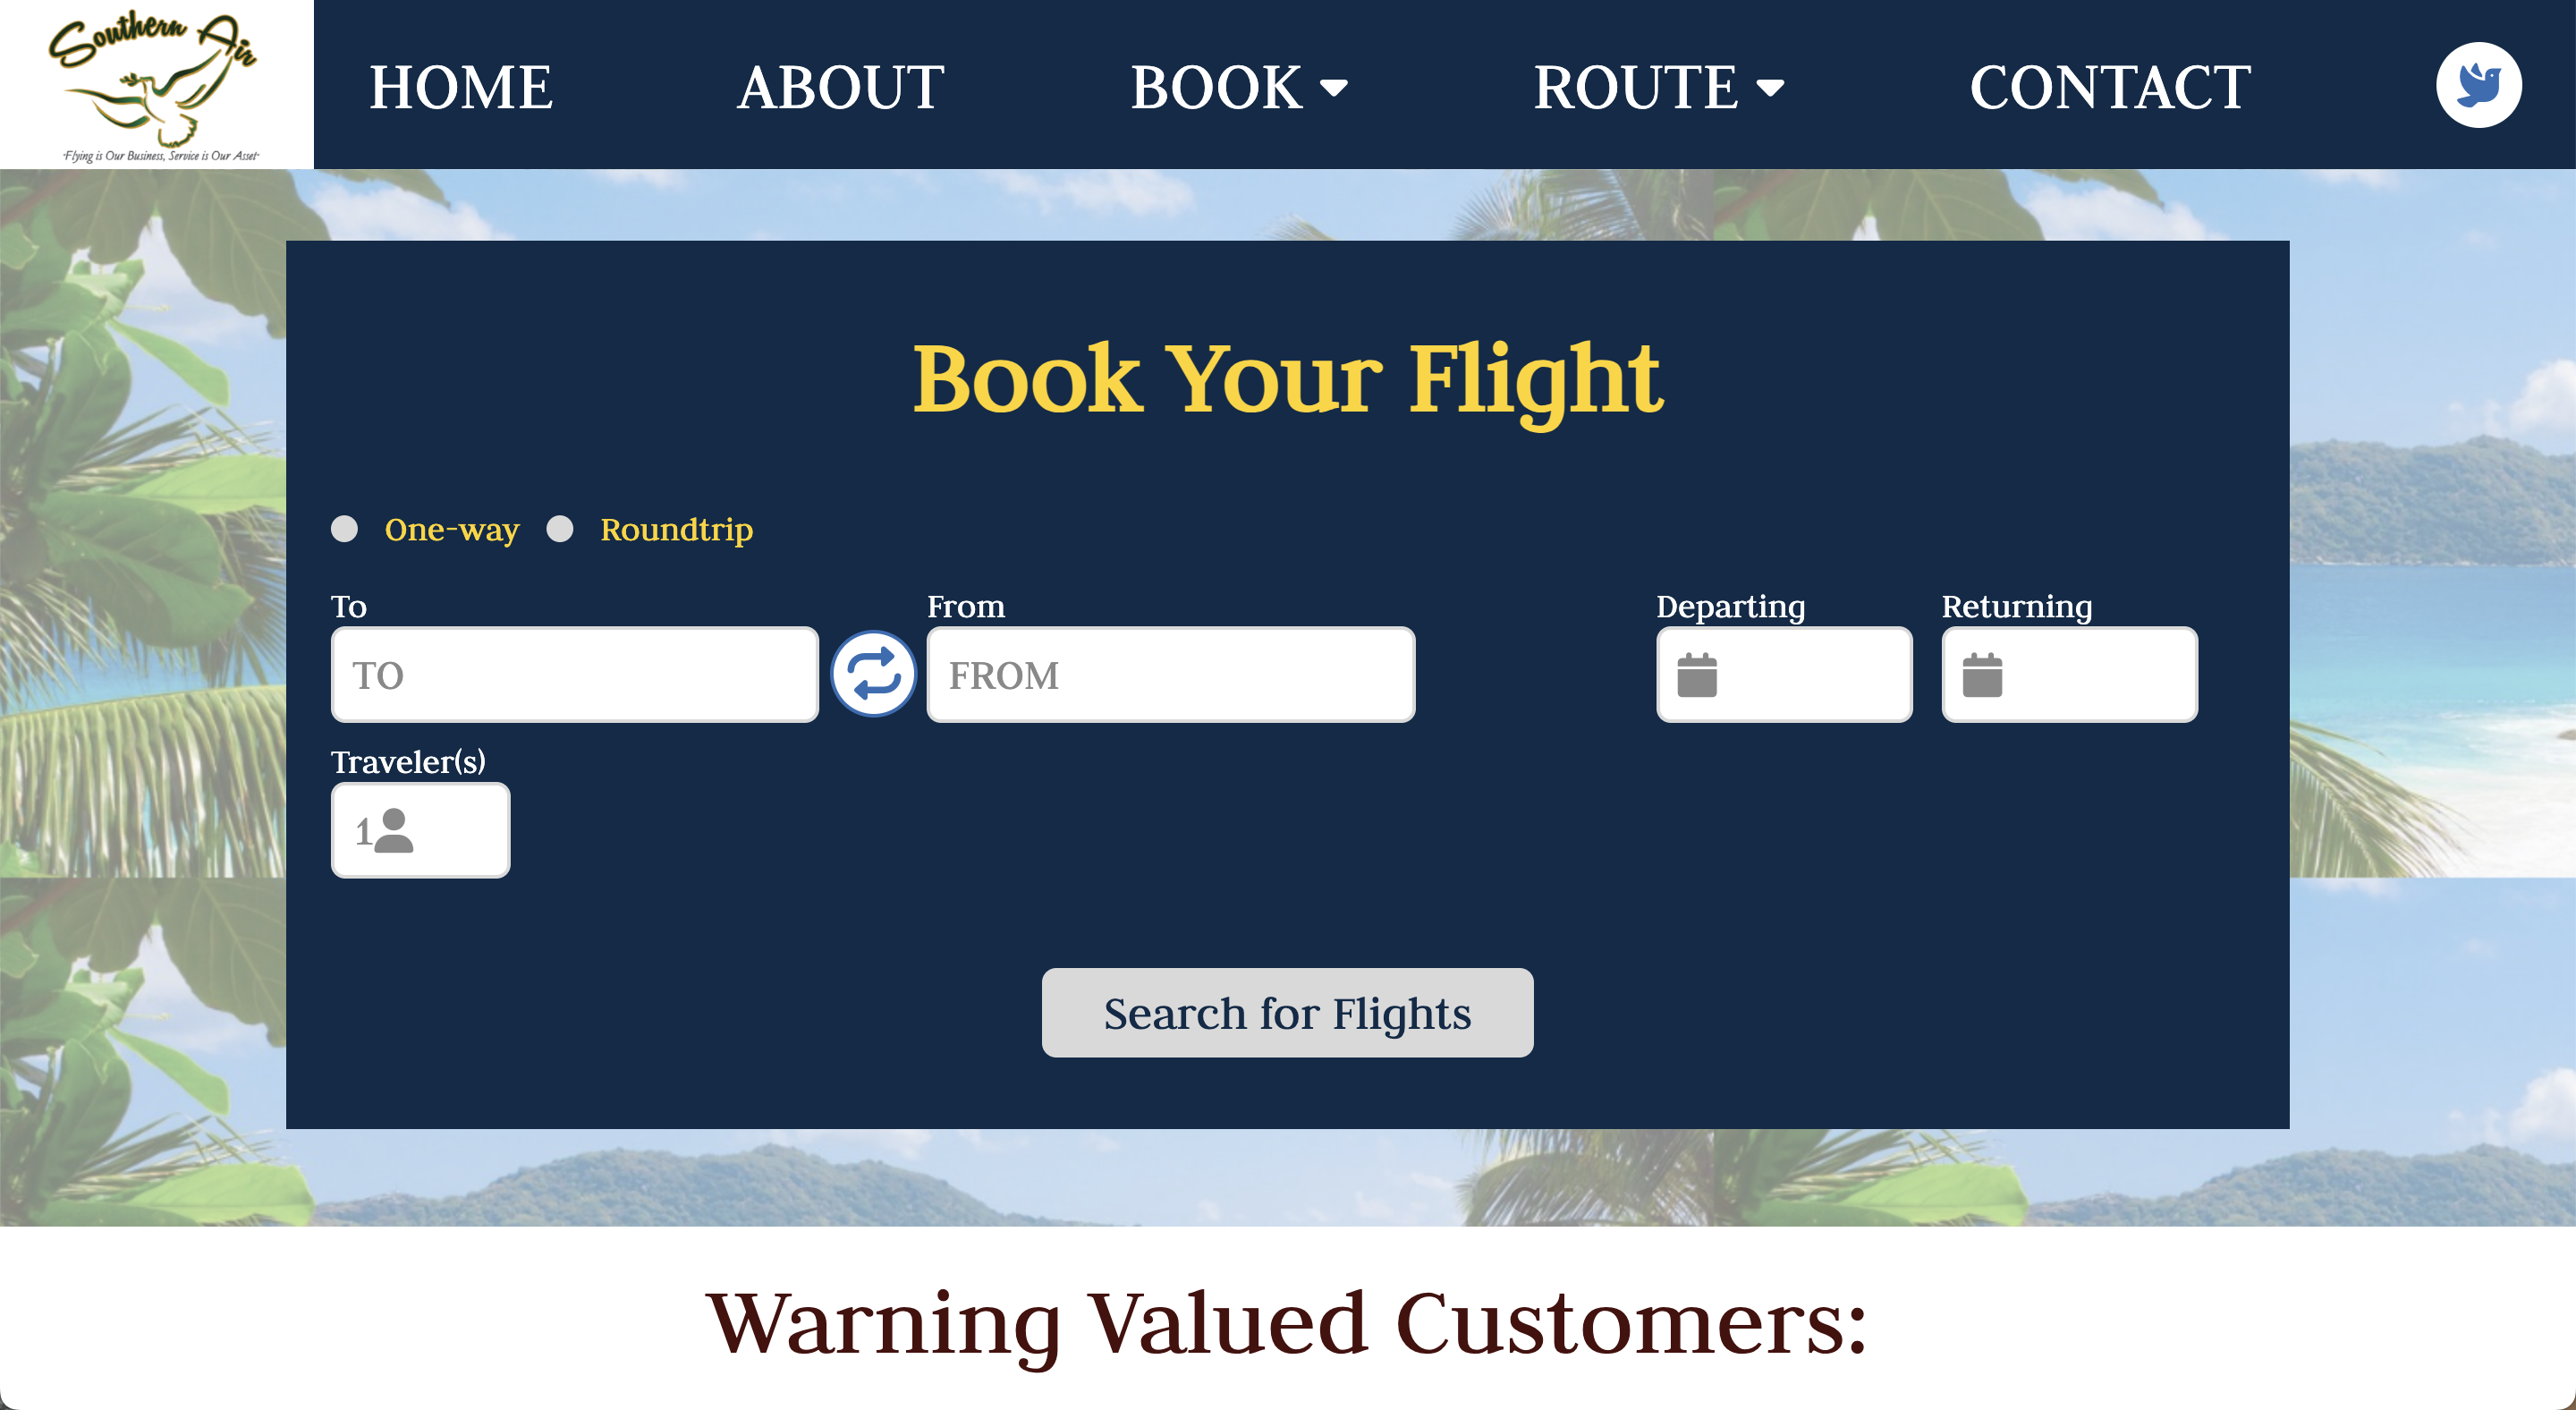 Southern Air
"Flying is Our Business, Service is Our Asset"
HOME ABOUT BOOK ROUTE CONTACT
Book Your Flight
One-way Roundtrip
To From Departing Returning
TO FROM
Traveler(s)
1
Search for Flights
Warning Valued Customers: